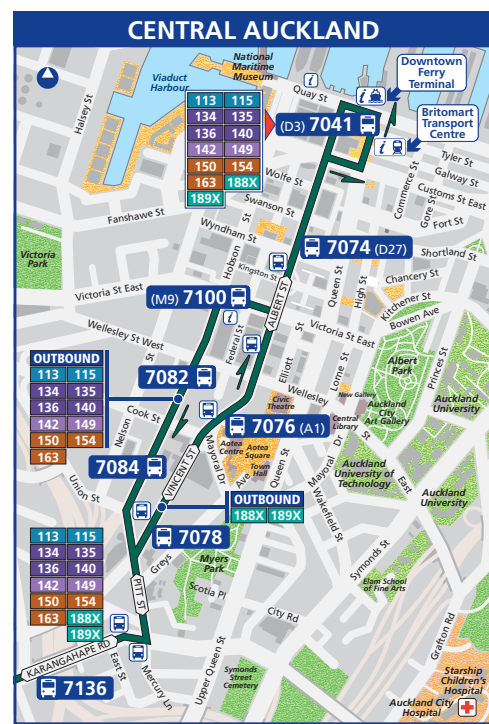 CENTRAL AUCKLAND
National
Maritime
Museum
Viaduct
Harbour
Halsey St
Quay St
i
Downtown
Ferry
Terminal
Britomart
Transport
Centre
113 115
134 135
136 140
142 149
150 154
163 188X
189X
(D3) 7041
i
i
Tyler St
Galway St
Customs St East
Commerce St
Gore St
Fort St
Wolfe St
Swanson St
Fanshawe St
Wyndham St
Hobson St
Kingston St
7074 (D27)
Shortland St
Victoria
Park
Victoria St East
(M9) 7100
ALBERT ST
Queen St
High St
Chancery St
Kitchener St
Bowen Ave
i
Federal St
Wellesley St West
Elliott St
Victoria St East
Lorne St
Albert
Park
Princes St
OUTBOUND
113 115
134 135
136 140
142 149
150 154
163
7082
Wellesley St
New Gallery
Civic
Theatre
Auckland
City
Art Gallery
Auckland
University
Nelson St
Cook St
7076 (A1)
Central
Library
Mayoral Dr
Aotea
Centre
Aotea
Square
Town
Hall
Queen St
Mayoral Dr
Auckland
University of
Technology
East
Auckland
University
7084
VINCENT ST
Union St
OUTBOUND
188X 189X
Wakefield St
7078
Greys Ave
Myers
Park
Symonds St
113 115
134 135
136 140
142 149
150 154
163 188X
189X
PITT ST
Scotia Pl
Elam School
of Fine Arts
City Rd
Grafton Rd
KARANGAHAPE RD
East St
Mercury Ln
Upper Queen St
Symonds
Street
Cemetery
7136
Starship
Children's
Hospital
Auckland City
Hospital